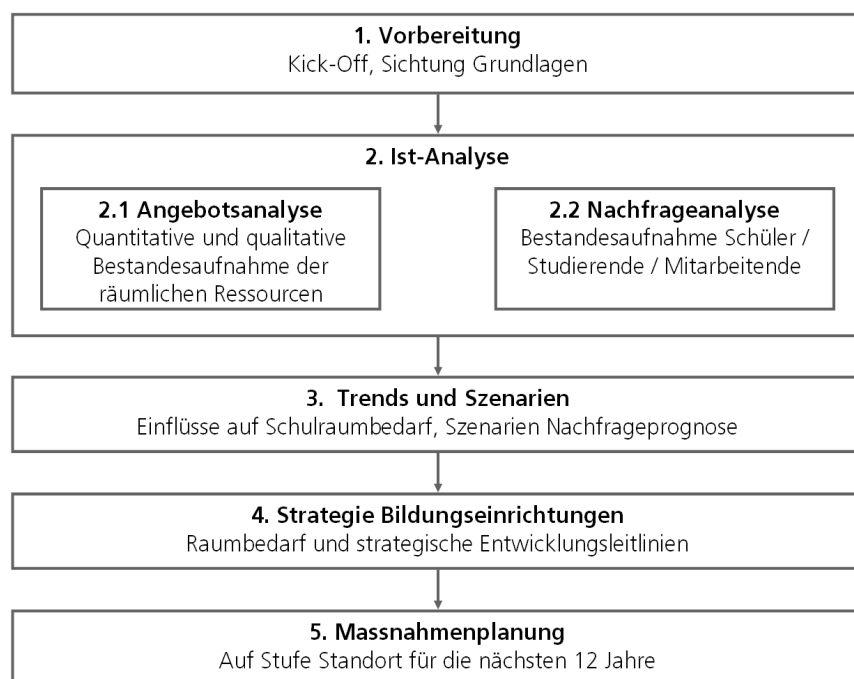 1. Vorbereitung
Kick-Off, Sichtung Grundlagen
2. Ist-Analyse
2.1 Angebotsanalyse
Quantitative und qualitative
Bestandesaufnahme der
räumlichen Ressourcen
2.2 Nachfrageanalyse
Bestandesaufnahme Schüler /
Studierende / Mitarbeitende
3. Trends und Szenarien
Einflüsse auf Schulraumbedarf, Szenarien Nachfrageprognose
4. Strategie Bildungseinrichtungen
Raumbedarf und strategische Entwicklungsleitlinien
5. Massnahmenplanung
Auf Stufe Standort für die nächsten 12 Jahre